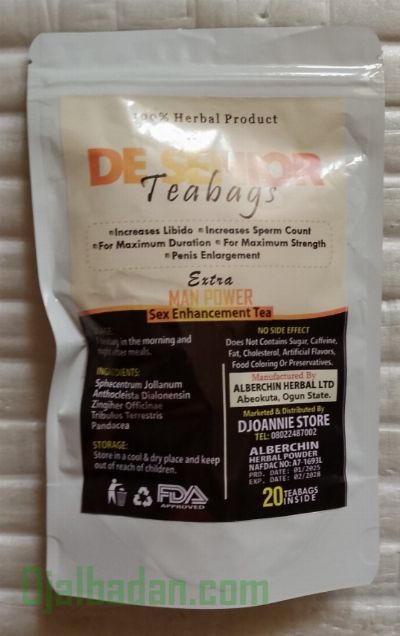 100% Herbal Product
DE SENIOR
Teabags
Increases Libido Increases Sperm Count
For Maximum Duration For Maximum Strength
Penis Enlargement
Extra
MAN POWER
Sex Enhancement Tea
in the morning and
night after meals.
INGREDIENTS:
Sphecentrum Jollanum
Anthocleista Dialonensin
Zingiher Officinae
Tribulus Terrestris
Pandacea
STORAGE:
Store in a cool & dry place and keep
out of reach of children.
FDA
APPROVED
NO SIDE EFFECT
Does Not Contains Sugar, Caffeine,
Fat, Cholesterol, Artificial Flavors,
Food Coloring Or Preservatives.
Manufactured By
ALBERCHIN HERBAL LTD
Abeokuta, Ogun State.
Marketed & Distributed By
DJOANNIE STORE
TEL: 08022487002
ALBERCHIN
HERBAL POWDER
NAFDAC NO: A7-1693L
PRD. DATE: 01/2025
EXP. DATE: 02/2028
20 TEABAGS
INSIDE
Djalbadan.com